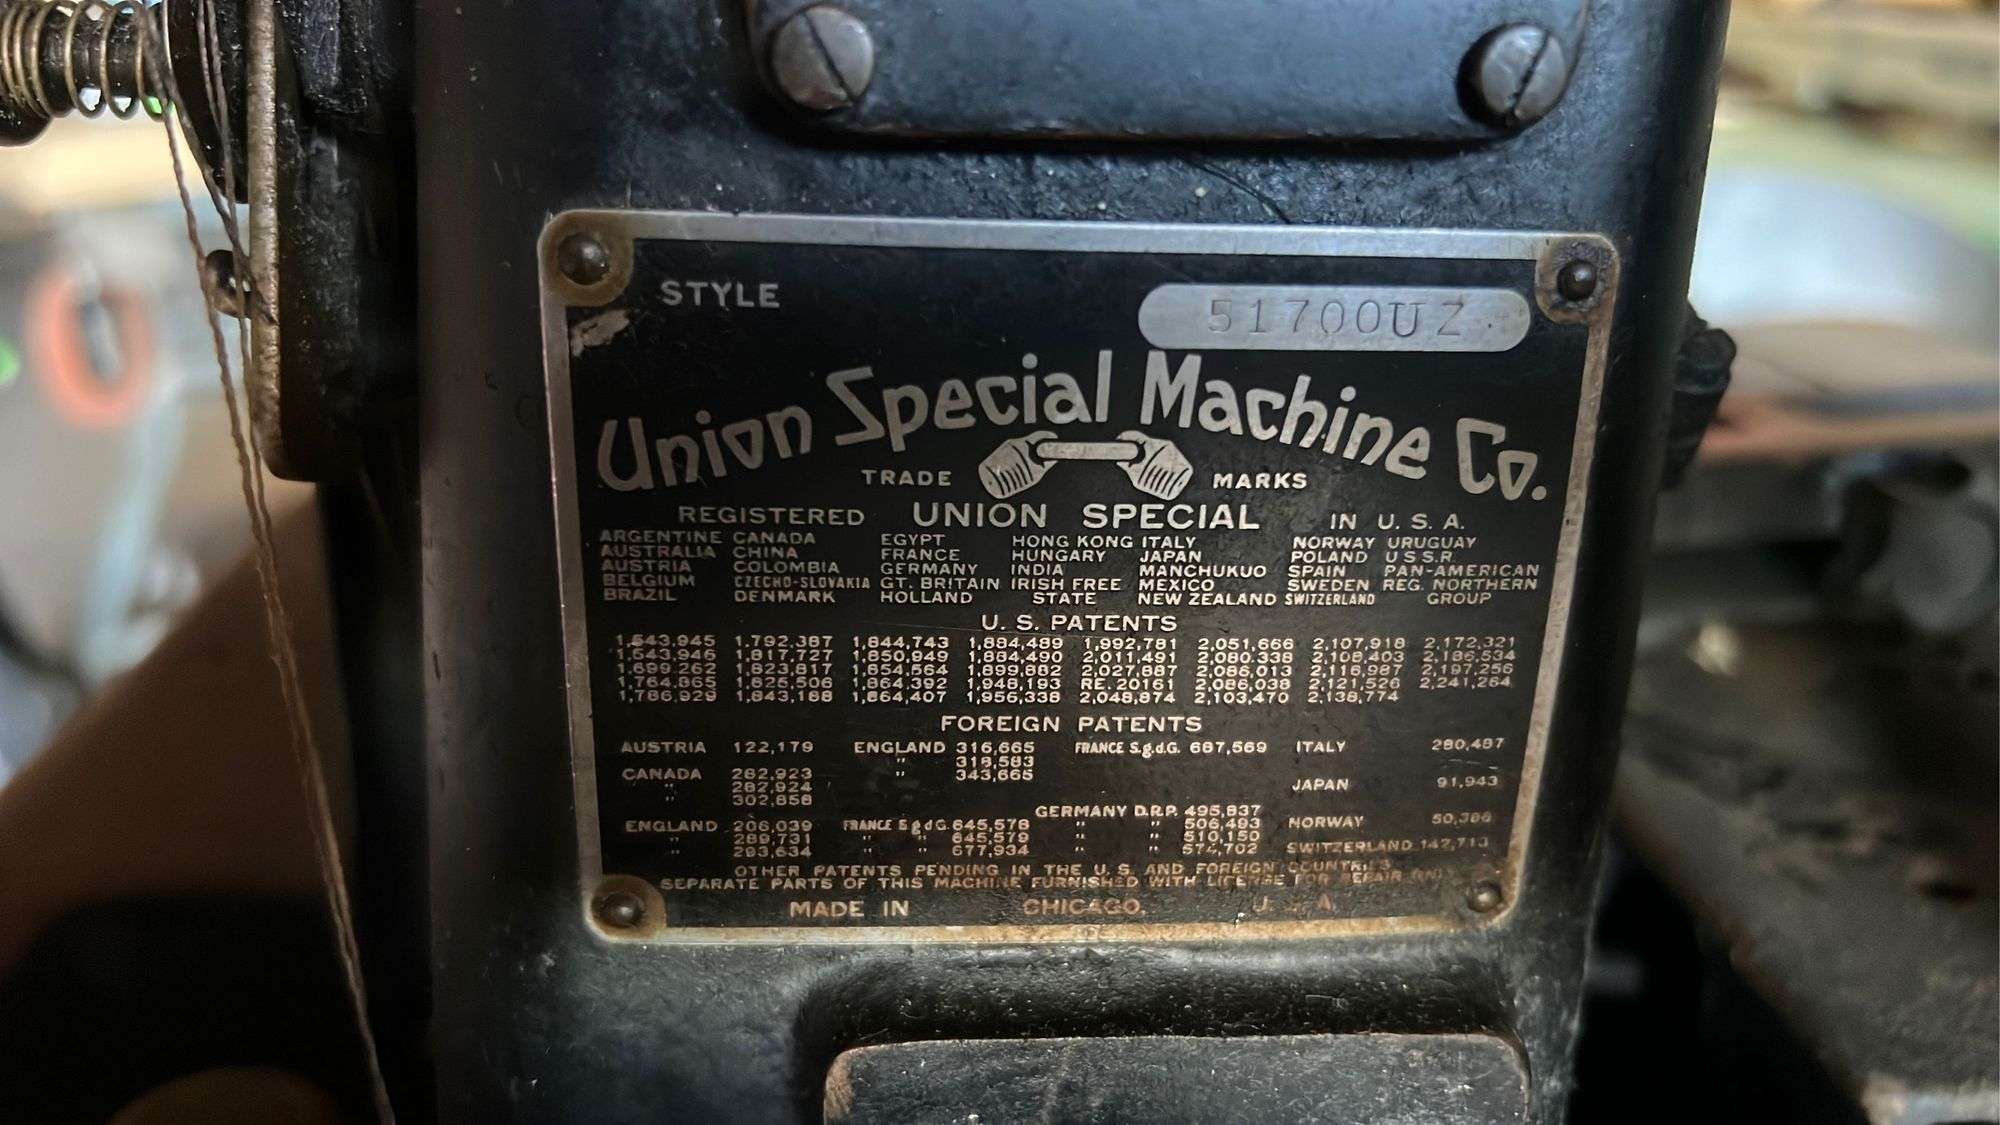 STYLE 51700UZ
Union Special Machine Co.
TRADE MARKS
REGISTERED UNION SPECIAL IN U. S. A.
ARGENTINE CANADA EGYPT HONG KONG ITALY NORWAY URUGUAY
AUSTRALIA CHINA FRANCE HUNGARY JAPAN POLAND U.S.S.R.
AUSTRIA COLOMBIA GERMANY INDIA MANCHUKUO SPAIN PAN-AMERICAN
BELGIUM CZECHO-SLOVAKIA GT. BRITAIN IRISH FREE MEXICO SWEDEN REG. NORTHERN
BRAZIL DENMARK HOLLAND STATE NEW ZEALAND SWITZERLAND GROUP
U. S. PATENTS
1,543,945 1,792,387 1,844,743 1,884,489 1,992,781 2,051,666 2,107,918 2,172,321
1,543,946 1,817,727 1,850,949 1,884,490 2,011,491 2,080,338 2,108,403 2,186,534
1,699,262 1,823,817 1,854,564 1,899,882 2,027,887 2,086,013 2,116,987 2,197,256
1,764,865 1,826,506 1,864,392 1,948,193 RE. 20161 2,086,038 2,121,526 2,241,264
1,786,929 1,843,188 1,864,407 1,956,338 2,048,874 2,103,470 2,138,774
FOREIGN PATENTS
AUSTRIA 122,179 ENGLAND 316,665 FRANCE S.g.d.G. 687,569 ITALY 280,487
" 318,583
CANADA 282,923 " 343,665
" 282,924 JAPAN 91,943
" 302,858
GERMANY D.R.P. 495,837
ENGLAND 206,039 FRANCE S.g.d.G. 645,578 " " 506,493 NORWAY 50,386
" 289,731 " " 645,579 " " 510,150
" 293,634 " " 677,934 " " 574,702 SWITZERLAND 147,713
OTHER PATENTS PENDING IN THE U. S. AND FOREIGN COUNTRIES
SEPARATE PARTS OF THIS MACHINE FURNISHED WITH LICENSE FOR REPAIR ONLY
MADE IN CHICAGO, U. S. A.